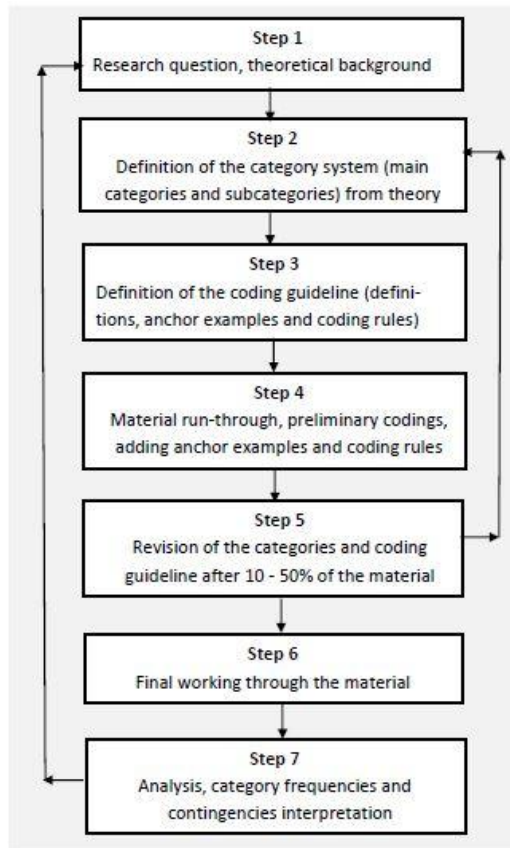 Step 1
Research question, theoretical background
Step 2
Definition of the category system (main
categories and subcategories) from theory
Step 3
Definition of the coding guideline (defini-
tions, anchor examples and coding rules)
Step 4
Material run-through, preliminary codings,
adding anchor examples and coding rules
Step 5
Revision of the categories and coding
guideline after 10 - 50% of the material
Step 6
Final working through the material
Step 7
Analysis, category frequencies and
contingencies interpretation